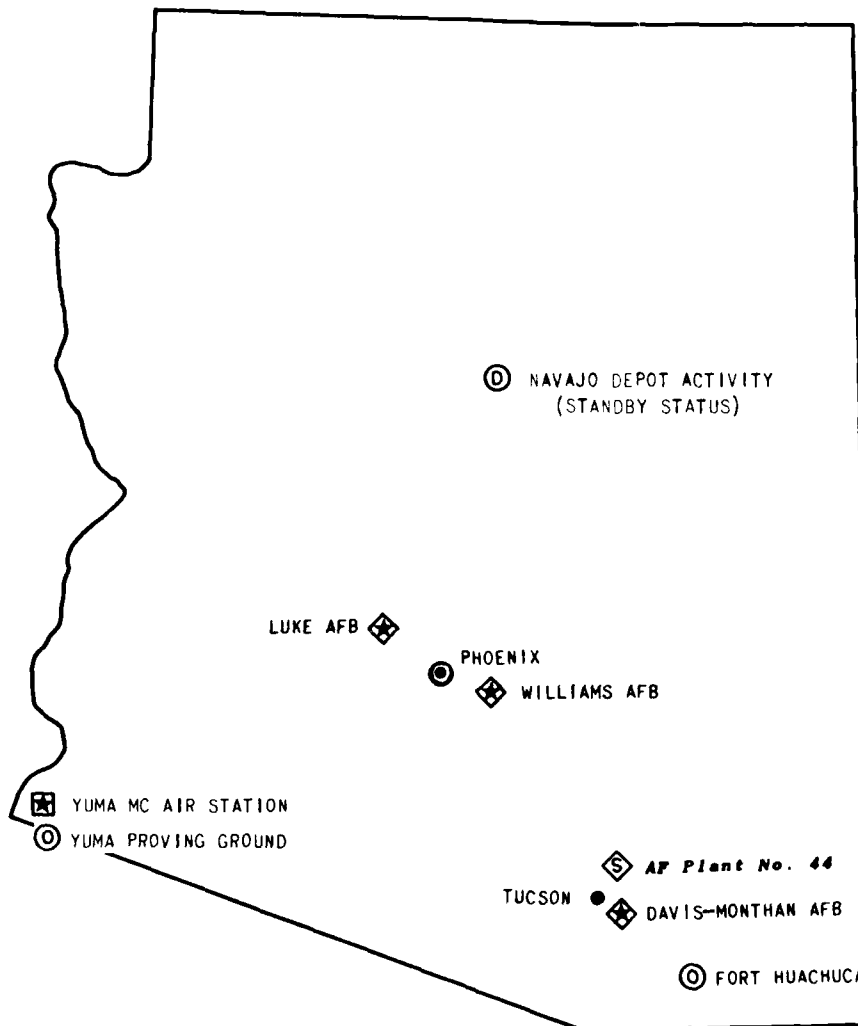 D NAVAJO DEPOT ACTIVITY
(STANDBY STATUS)
LUKE AFB
PHOENIX
WILLIAMS AFB
YUMA MC AIR STATION
O YUMA PROVING GROUND
S AF Plant No. 44
TUCSON
DAVIS-MONTHAN AFB
O FORT HUACHUCA